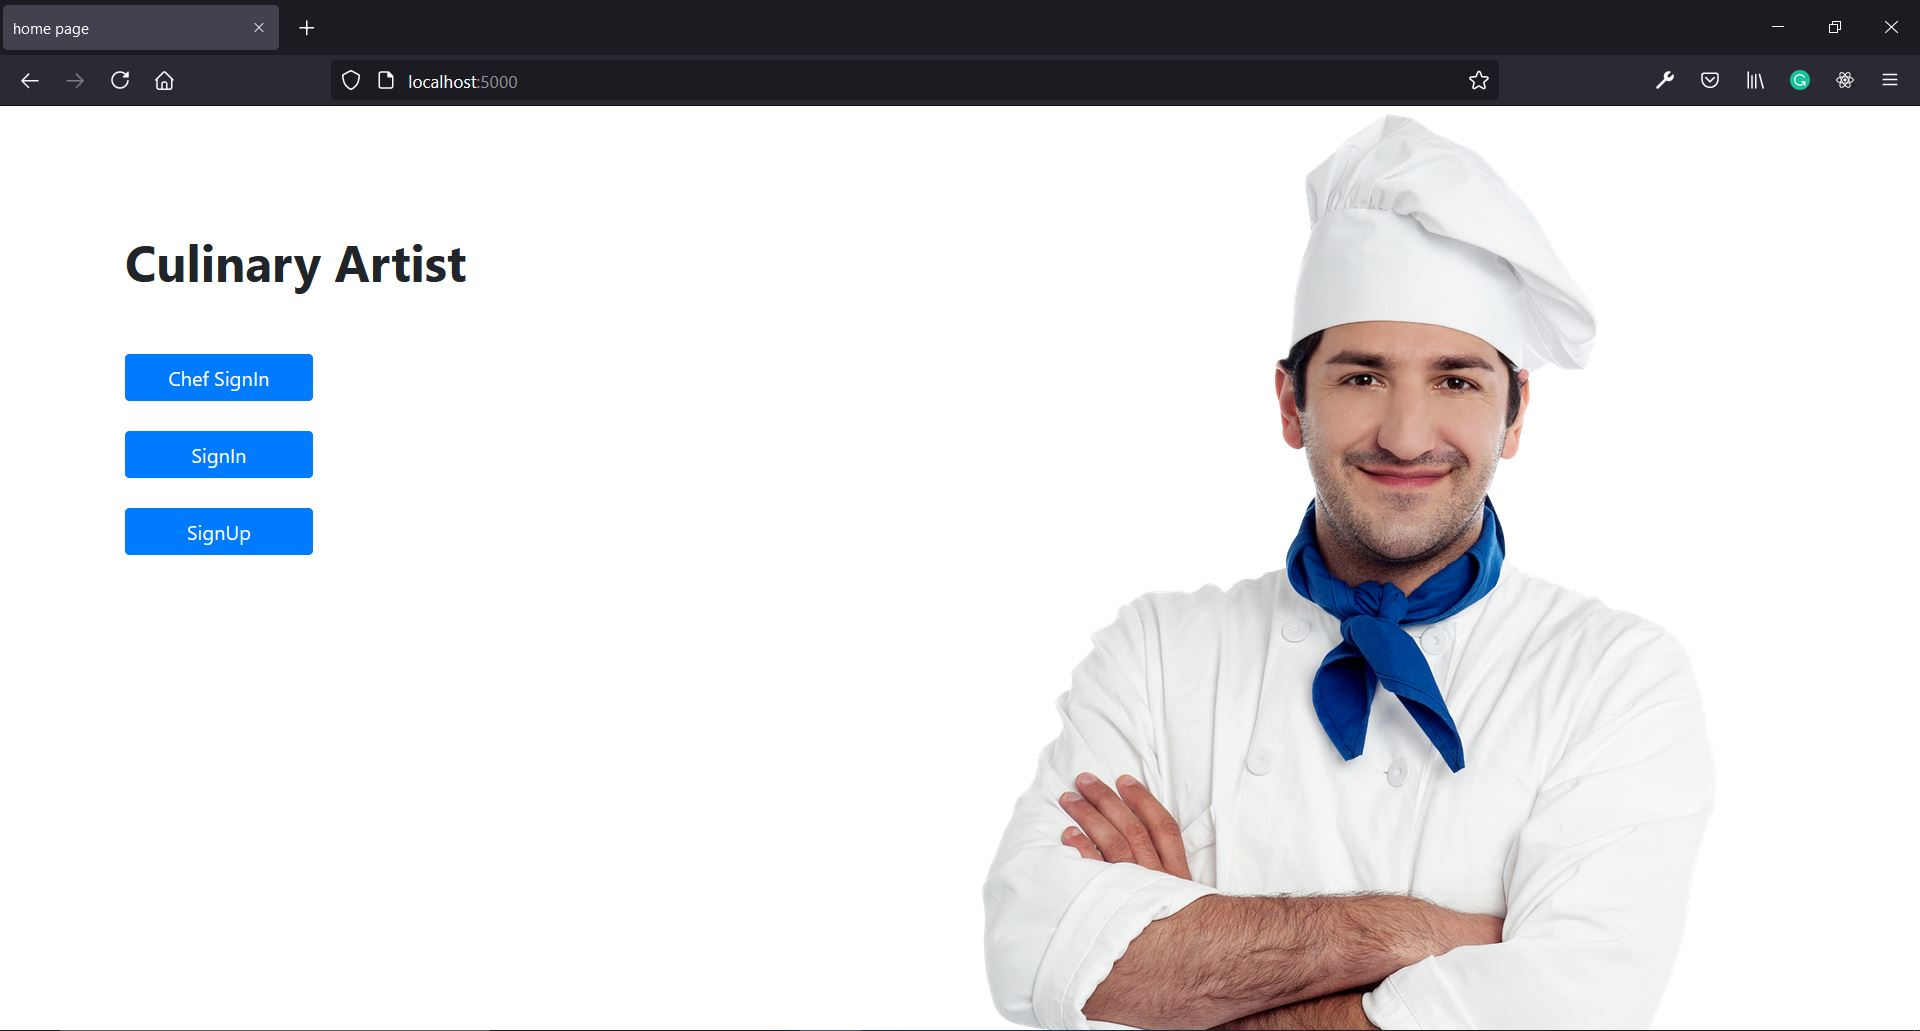 home page
localhost:5000
Culinary Artist
Chef SignIn
SignIn
SignUp